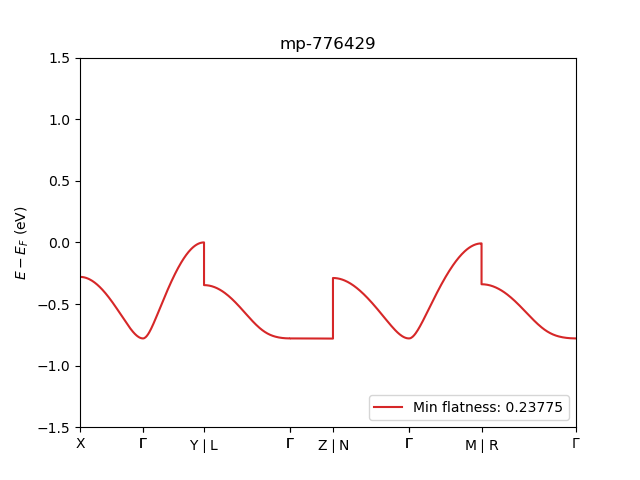 mp-776429
E − E_F (eV)
1.5
1.0
0.5
0.0
−0.5
−1.0
−1.5
Min flatness: 0.23775
X Γ Y | L Γ Z | N Γ M | R Γ